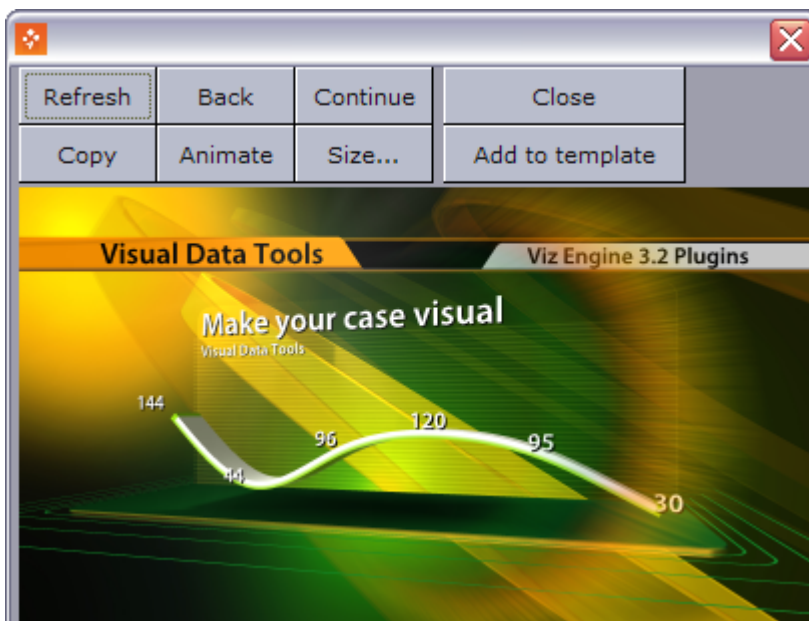 Refresh Back Continue Close
Copy Animate Size... Add to template
Visual Data Tools Viz Engine 3.2 Plugins
Make your case visual
Visual Data Tools
144
44
96
120
95
30